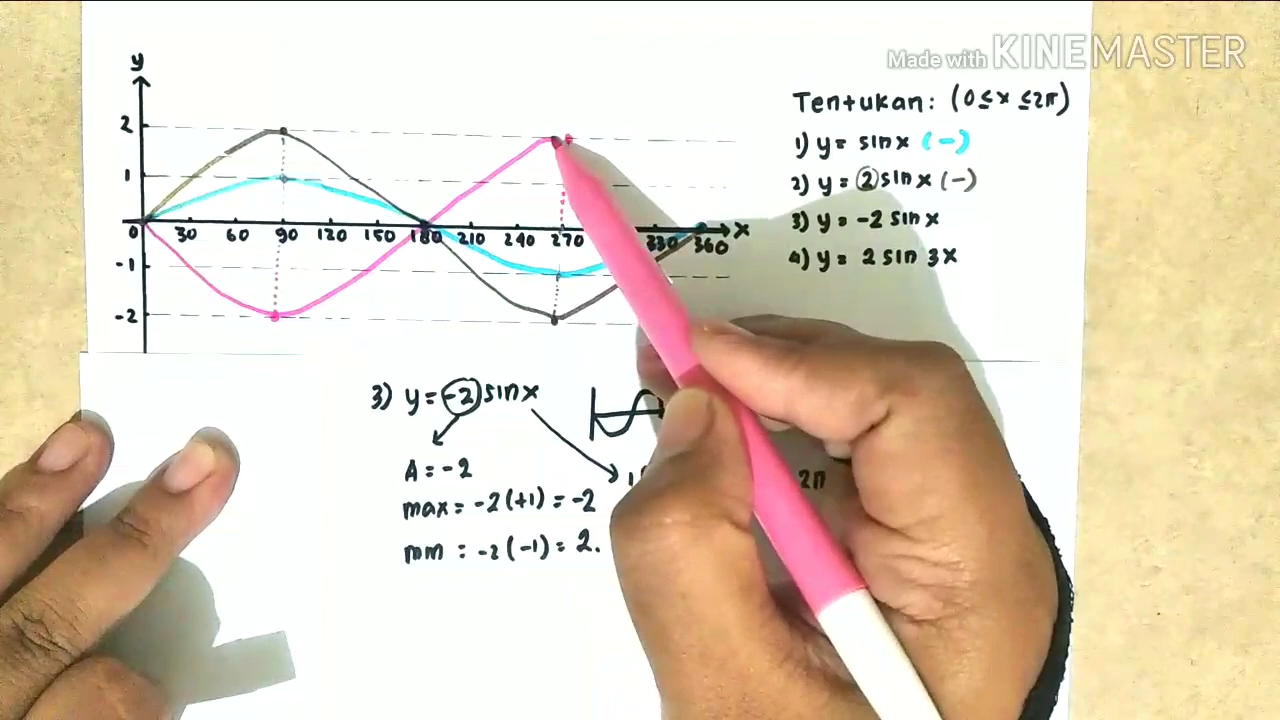 Made with KINEMASTER
y
2
1
0 30 60 90 120 150 180 210 240 270 330 360 x
-1
-2
Tentukan: (0≤x≤2π)
1) y = sin x (-)
2) y = 2 sin x (-)
3) y = -2 sin x
4) y = 2 sin 3x
3) y = -2 sin x
A = -2
max = -2(+1) = -2
min : -2(-1) = 2.
2π